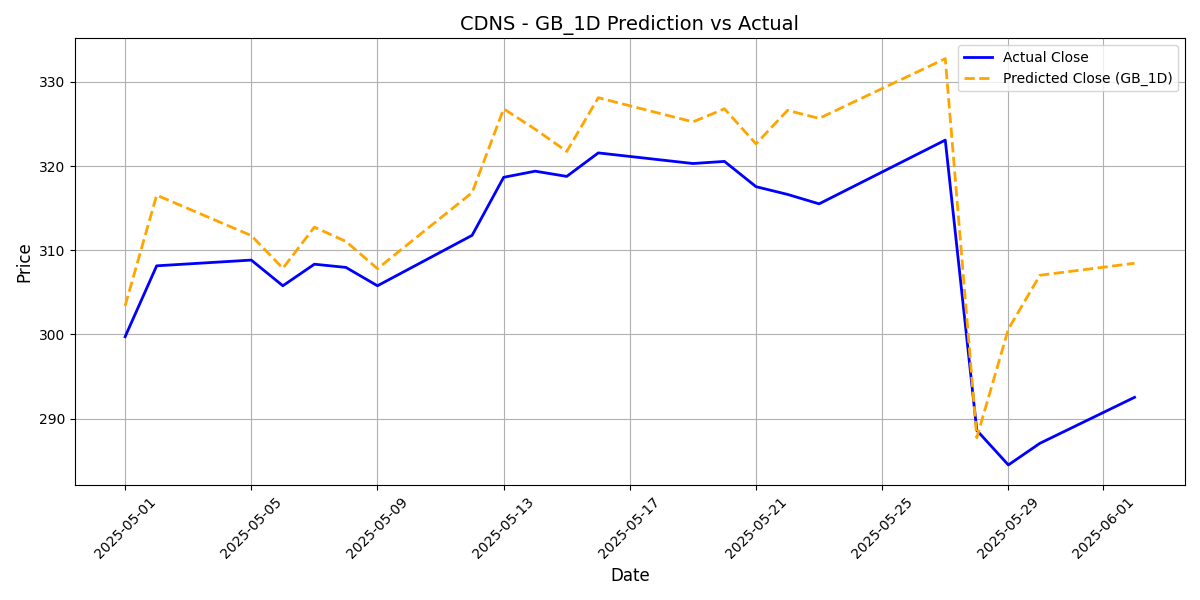 CDNS - GB_1D Prediction vs Actual
Actual Close
Predicted Close (GB_1D)
Price
330
320
310
300
290
2025-05-01
2025-05-05
2025-05-09
2025-05-13
2025-05-17
2025-05-21
2025-05-25
2025-05-29
2025-06-01
Date